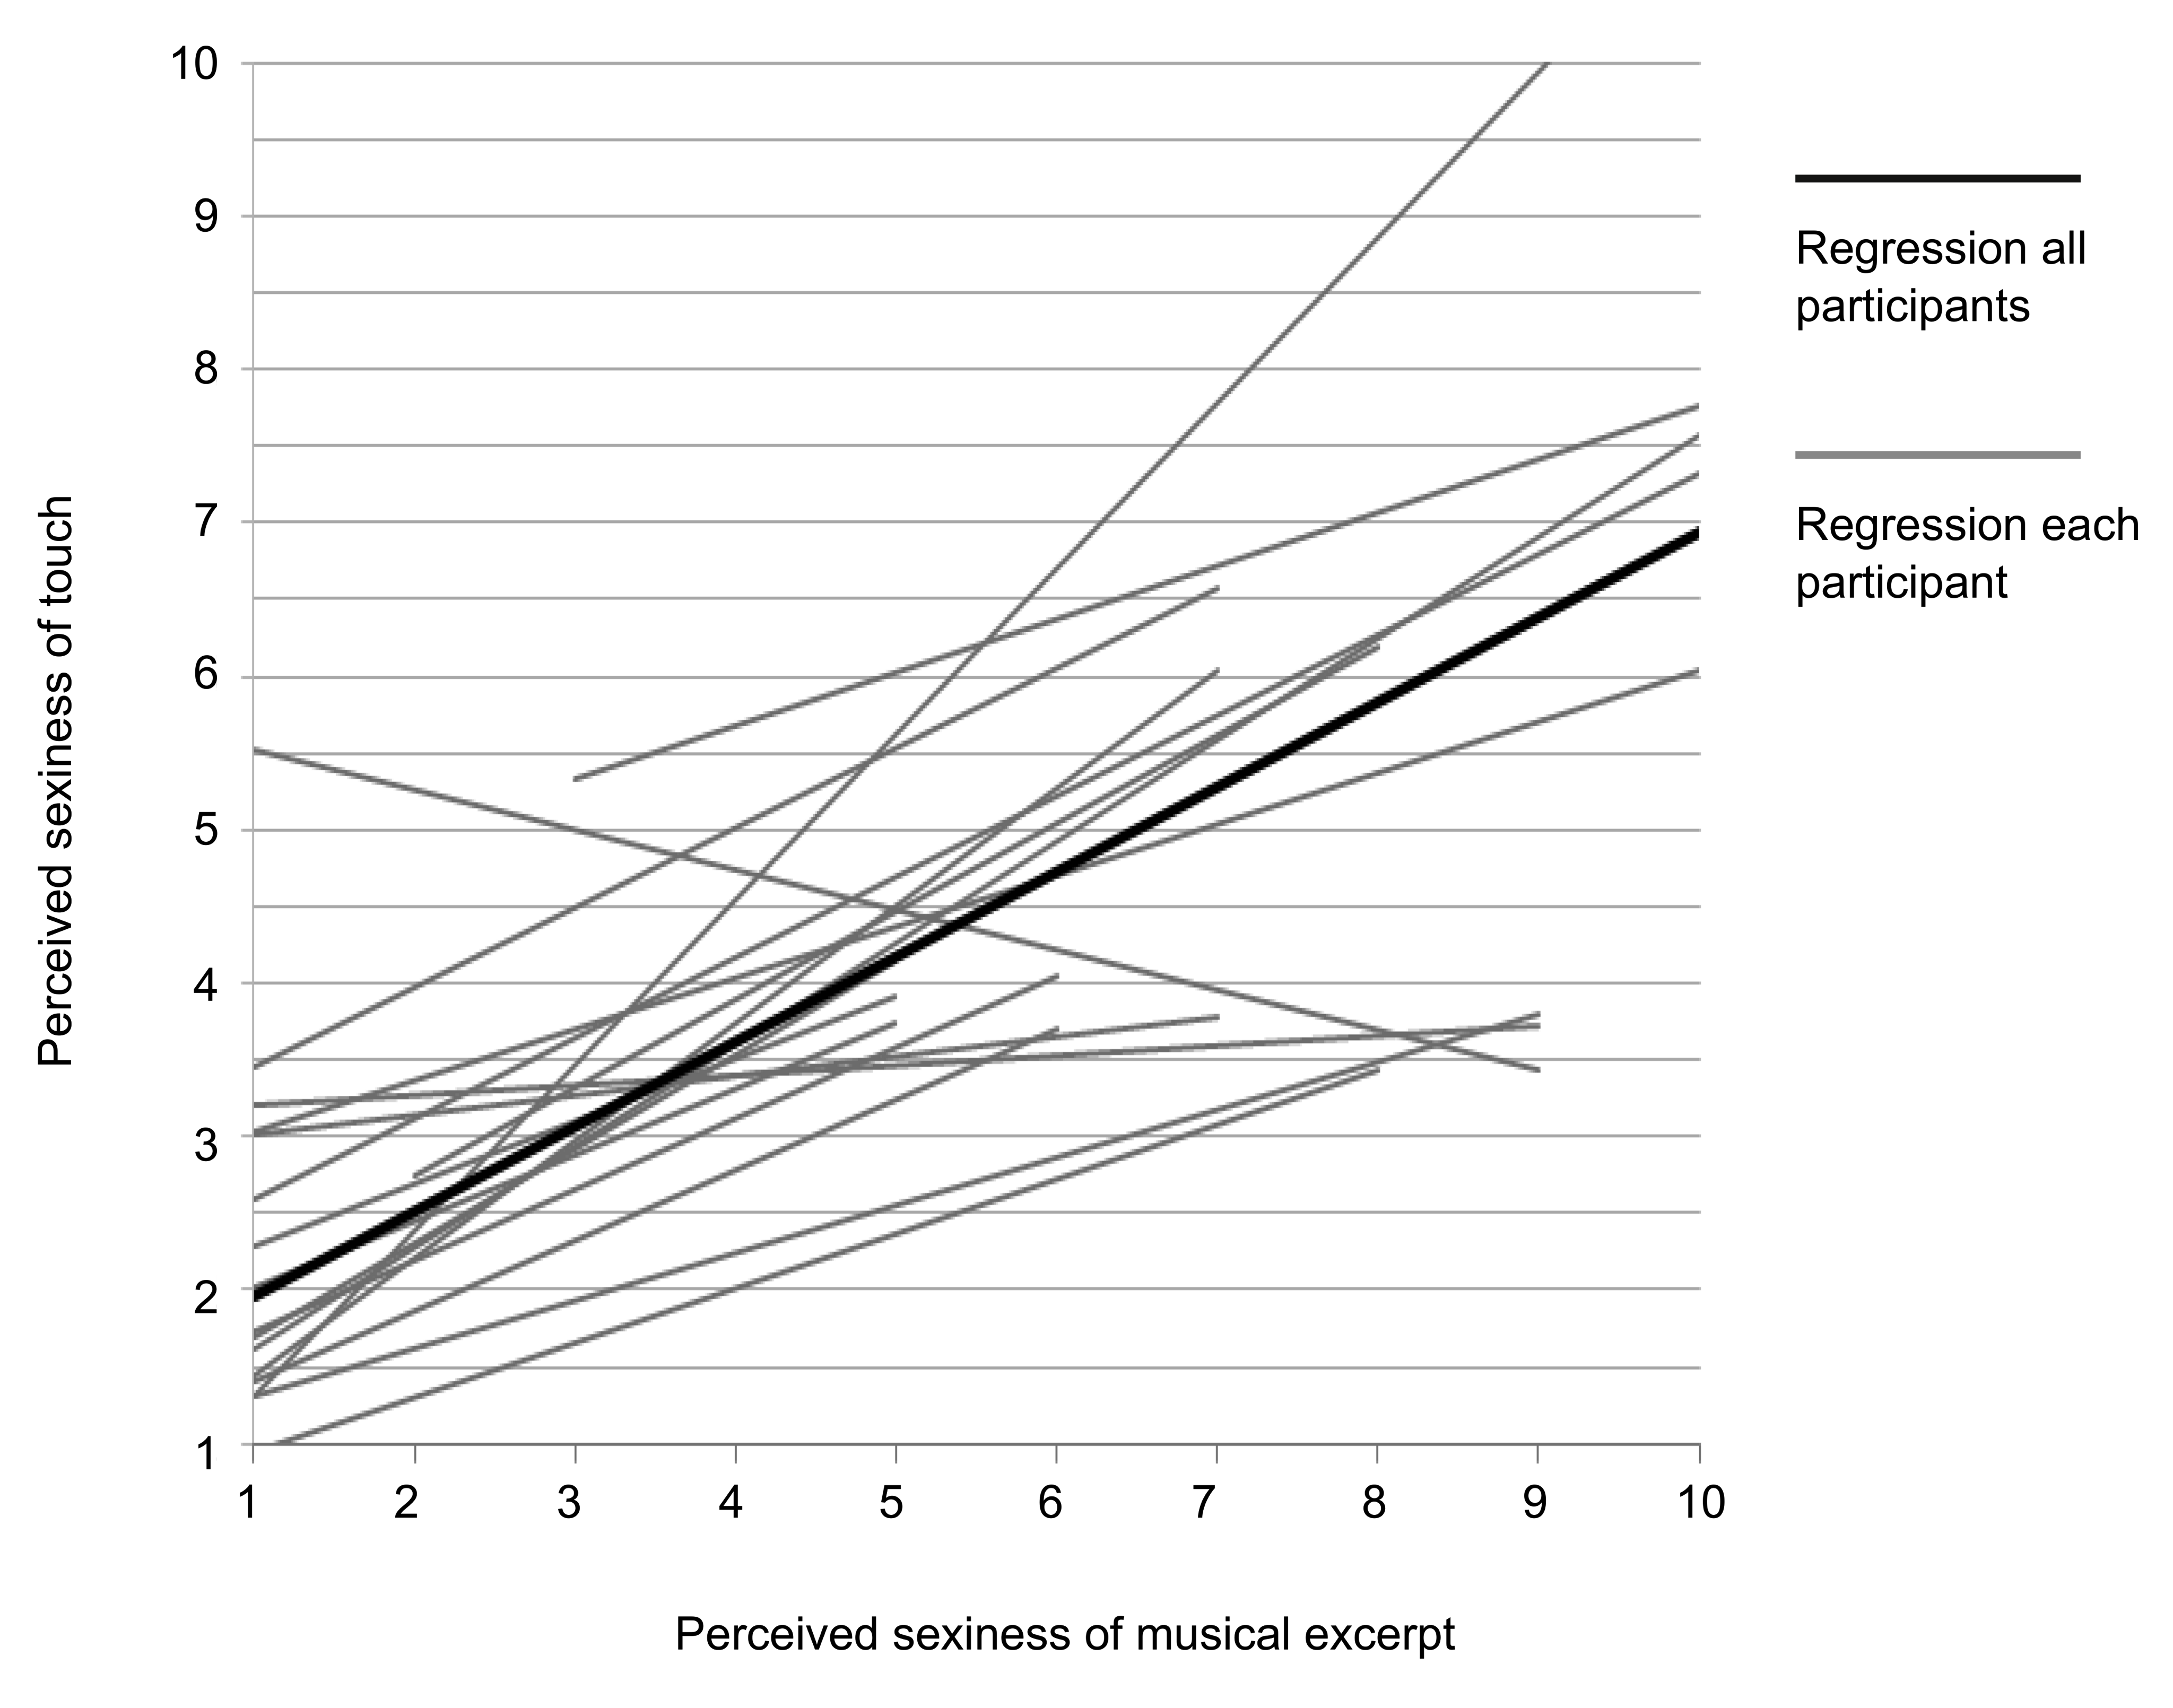 10
9
8
7
6
5
4
3
2
1
Perceived sexiness of touch
1 2 3 4 5 6 7 8 9 10
Perceived sexiness of musical excerpt
Regression all
participants
Regression each
participant